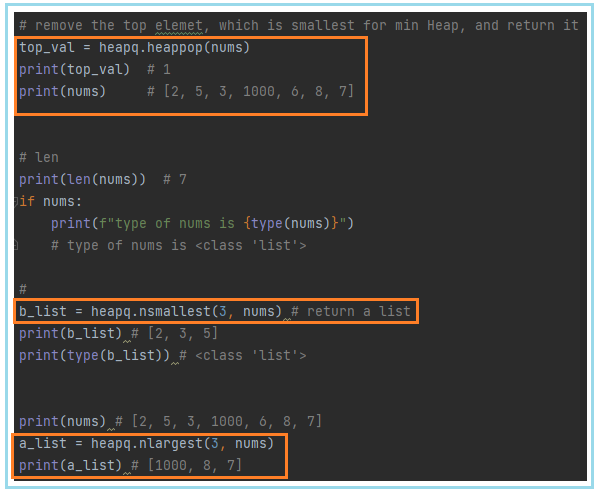 # remove the top elemet, which is smallest for min Heap, and return it
top_val = heapq.heappop(nums)
print(top_val)  # 1
print(nums)     # [2, 5, 3, 1000, 6, 8, 7]
# len
print(len(nums))  # 7
if nums:
    print(f"type of nums is {type(nums)}")
    # type of nums is <class 'list'>
#
b_list = heapq.nsmallest(3, nums) # return a list
print(b_list) # [2, 3, 5]
print(type(b_list)) # <class 'list'>
print(nums) # [2, 5, 3, 1000, 6, 8, 7]
a_list = heapq.nlargest(3, nums)
print(a_list) # [1000, 8, 7]